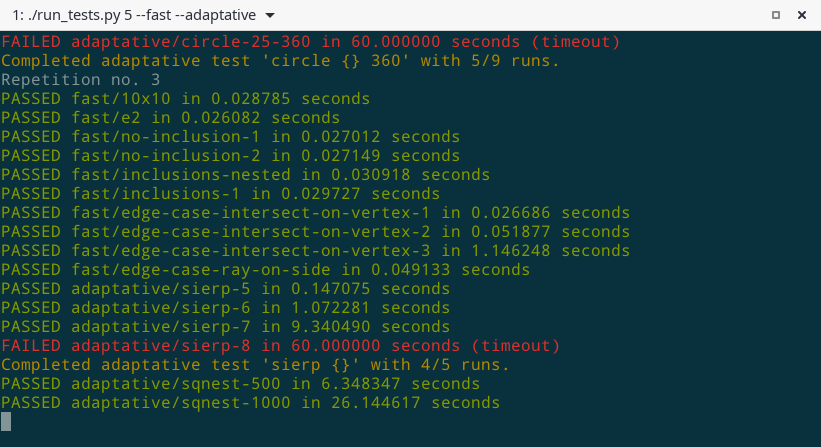 1: ./run_tests.py 5 --fast --adaptative
FAILED adaptative/circle-25-360 in 60.000000 seconds (timeout)
Completed adaptative test 'circle {} 360' with 5/9 runs.
Repetition no. 3
PASSED fast/10x10 in 0.028785 seconds
PASSED fast/e2 in 0.026082 seconds
PASSED fast/no-inclusion-1 in 0.027012 seconds
PASSED fast/no-inclusion-2 in 0.027149 seconds
PASSED fast/inclusions-nested in 0.030918 seconds
PASSED fast/inclusions-1 in 0.029727 seconds
PASSED fast/edge-case-intersect-on-vertex-1 in 0.026686 seconds
PASSED fast/edge-case-intersect-on-vertex-2 in 0.051877 seconds
PASSED fast/edge-case-intersect-on-vertex-3 in 1.146248 seconds
PASSED fast/edge-case-ray-on-side in 0.049133 seconds
PASSED adaptative/sierp-5 in 0.147075 seconds
PASSED adaptative/sierp-6 in 1.072281 seconds
PASSED adaptative/sierp-7 in 9.340490 seconds
FAILED adaptative/sierp-8 in 60.000000 seconds (timeout)
Completed adaptative test 'sierp {}' with 4/5 runs.
PASSED adaptative/sqnest-500 in 6.348347 seconds
PASSED adaptative/sqnest-1000 in 26.144617 seconds